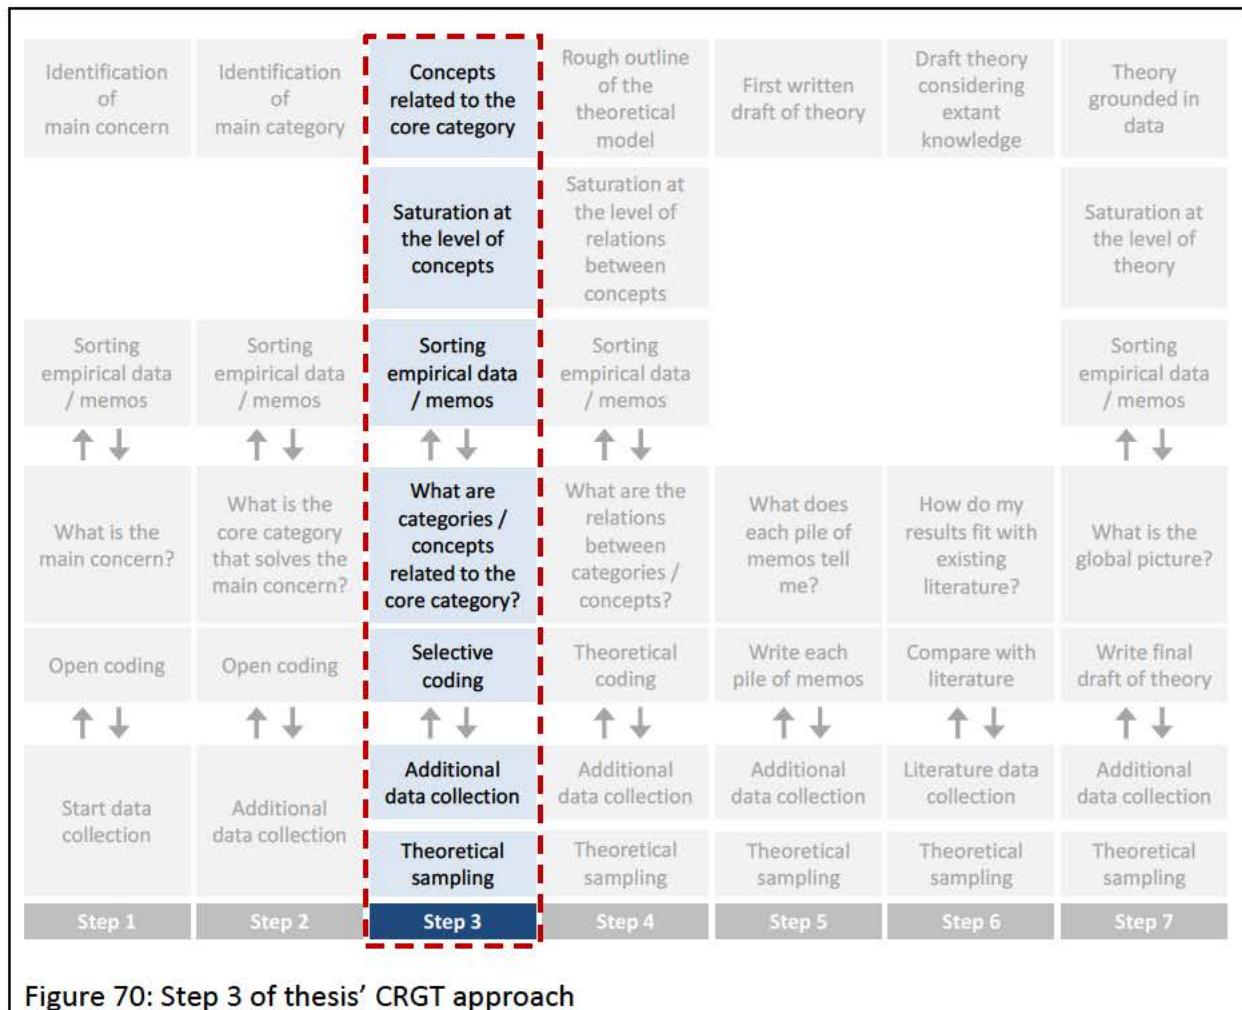 Identification
of
main concern
Identification
of
main category
Concepts
related to the
core category
Rough outline
of the
theoretical
model
First written
draft of theory
Draft theory
considering
extant
knowledge
Theory
grounded in
data
Saturation at
the level of
concepts
Saturation at
the level of
relations
between
concepts
Saturation at
the level of
theory
Sorting
empirical data
/ memos
Sorting
empirical data
/ memos
Sorting
empirical data
/ memos
Sorting
empirical data
/ memos
Sorting
empirical data
/ memos
What is the
main concern?
What is the
core category
that solves the
main concern?
What are
categories /
concepts
related to the
core category?
What are the
relations
between
categories /
concepts?
What does
each pile of
memos tell
me?
How do my
results fit with
existing
literature?
What is the
global picture?
Open coding
Open coding
Selective
coding
Theoretical
coding
Write each
pile of memos
Compare with
literature
Write final
draft of theory
Start data
collection
Additional
data collection
Additional
data collection
Additional
data collection
Additional
data collection
Literature data
collection
Additional
data collection
Theoretical
sampling
Theoretical
sampling
Theoretical
sampling
Theoretical
sampling
Theoretical
sampling
Step 1
Step 2
Step 3
Step 4
Step 5
Step 6
Step 7
Figure 70: Step 3 of thesis’ CRGT approach